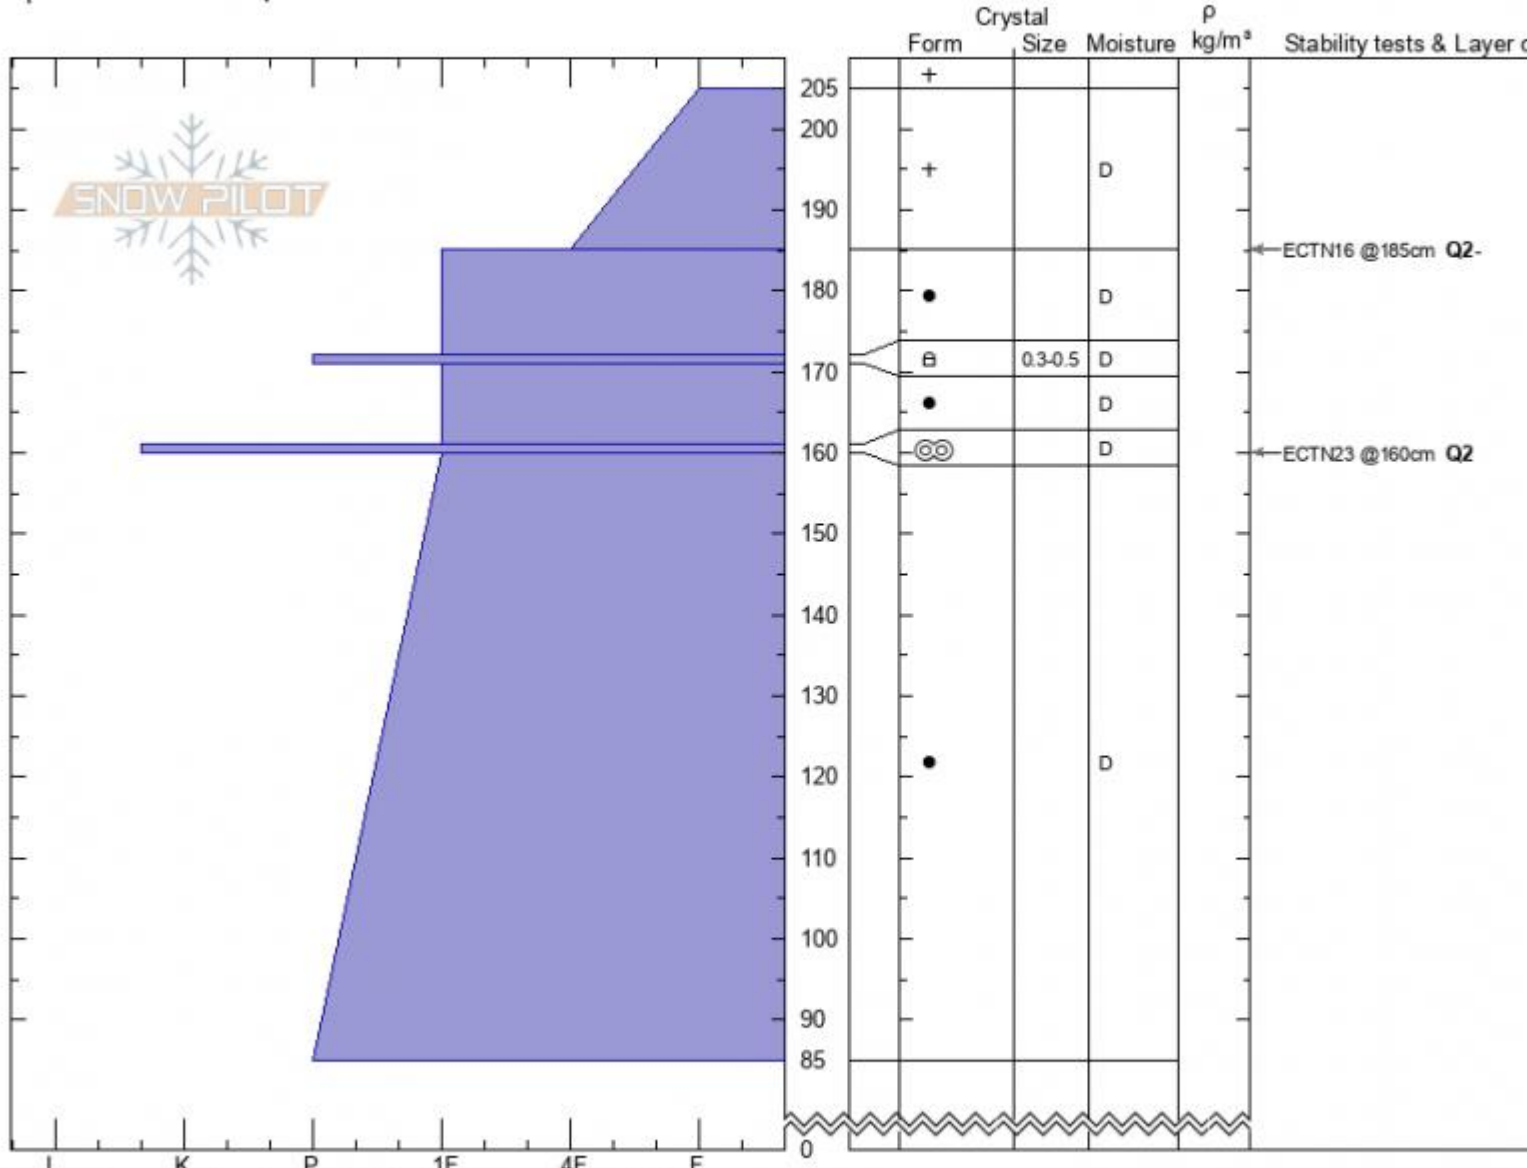 Crystal
ρ
Form Size Moisture kg/m³ Stability tests & Layer
SNOW PILOT
205
200
D
190
ECTN16 @185cm Q2-
180 D
170 0.3-0.5 D
D
160 D ECTN23 @160cm Q2
150
140
130
120 D
110
100
90
85
0
I K P 1F 4F F